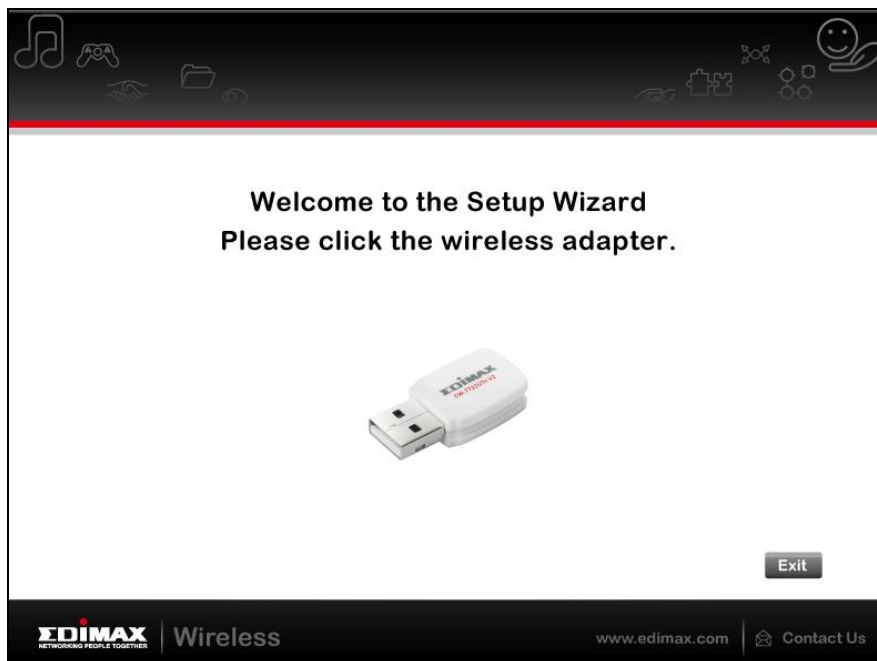 Welcome to the Setup Wizard
Please click the wireless adapter.
EDIMAX
Exit
EDIMAX
NETWORKING PEOPLE TOGETHER
Wireless
www.edimax.com
Contact Us